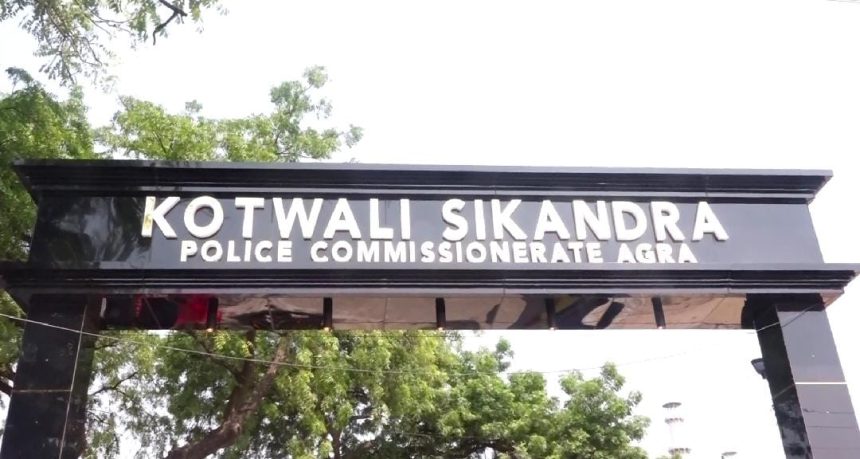 KOTWALI SIKANDRA
POLICE COMMISSIONERATE AGRA